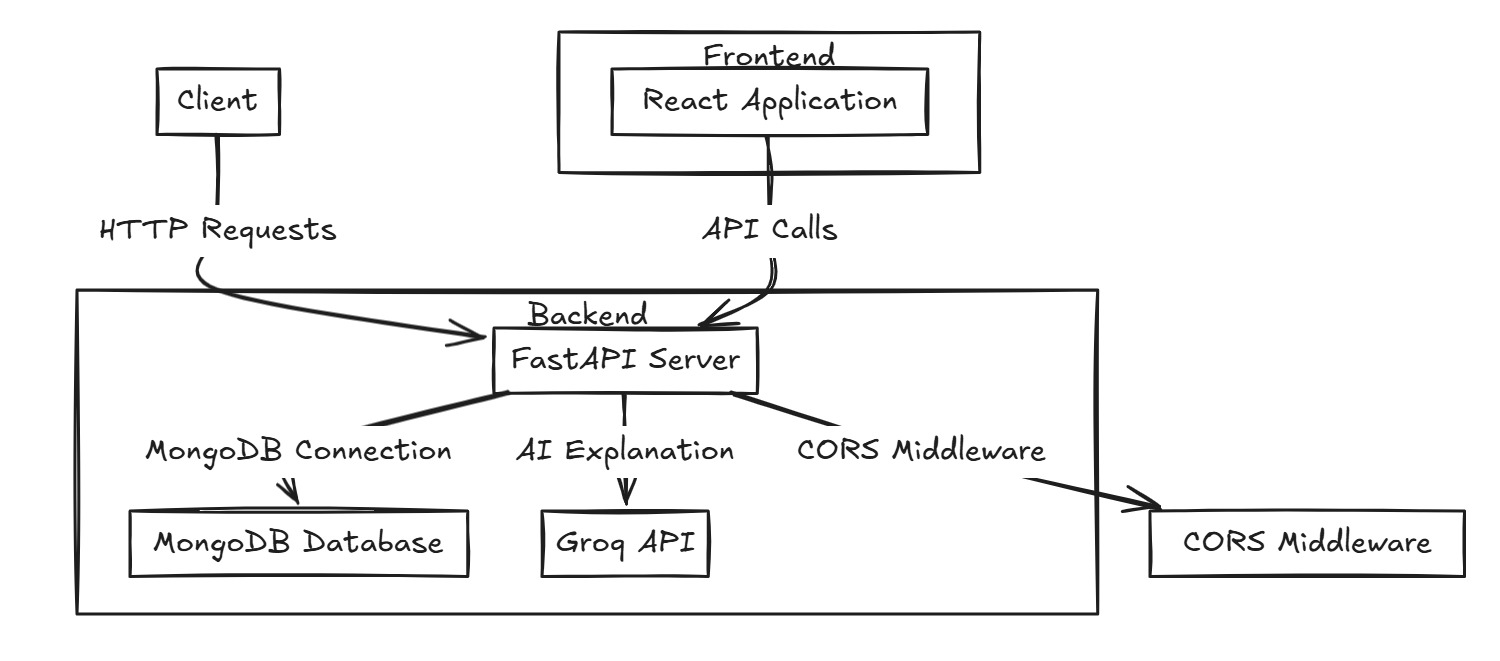 Frontend
Client
React Application
HTTP Requests
API Calls
Backend
FastAPI Server
MongoDB Connection
AI Explanation
CORS Middleware
MongoDB Database
Groq API
CORS Middleware